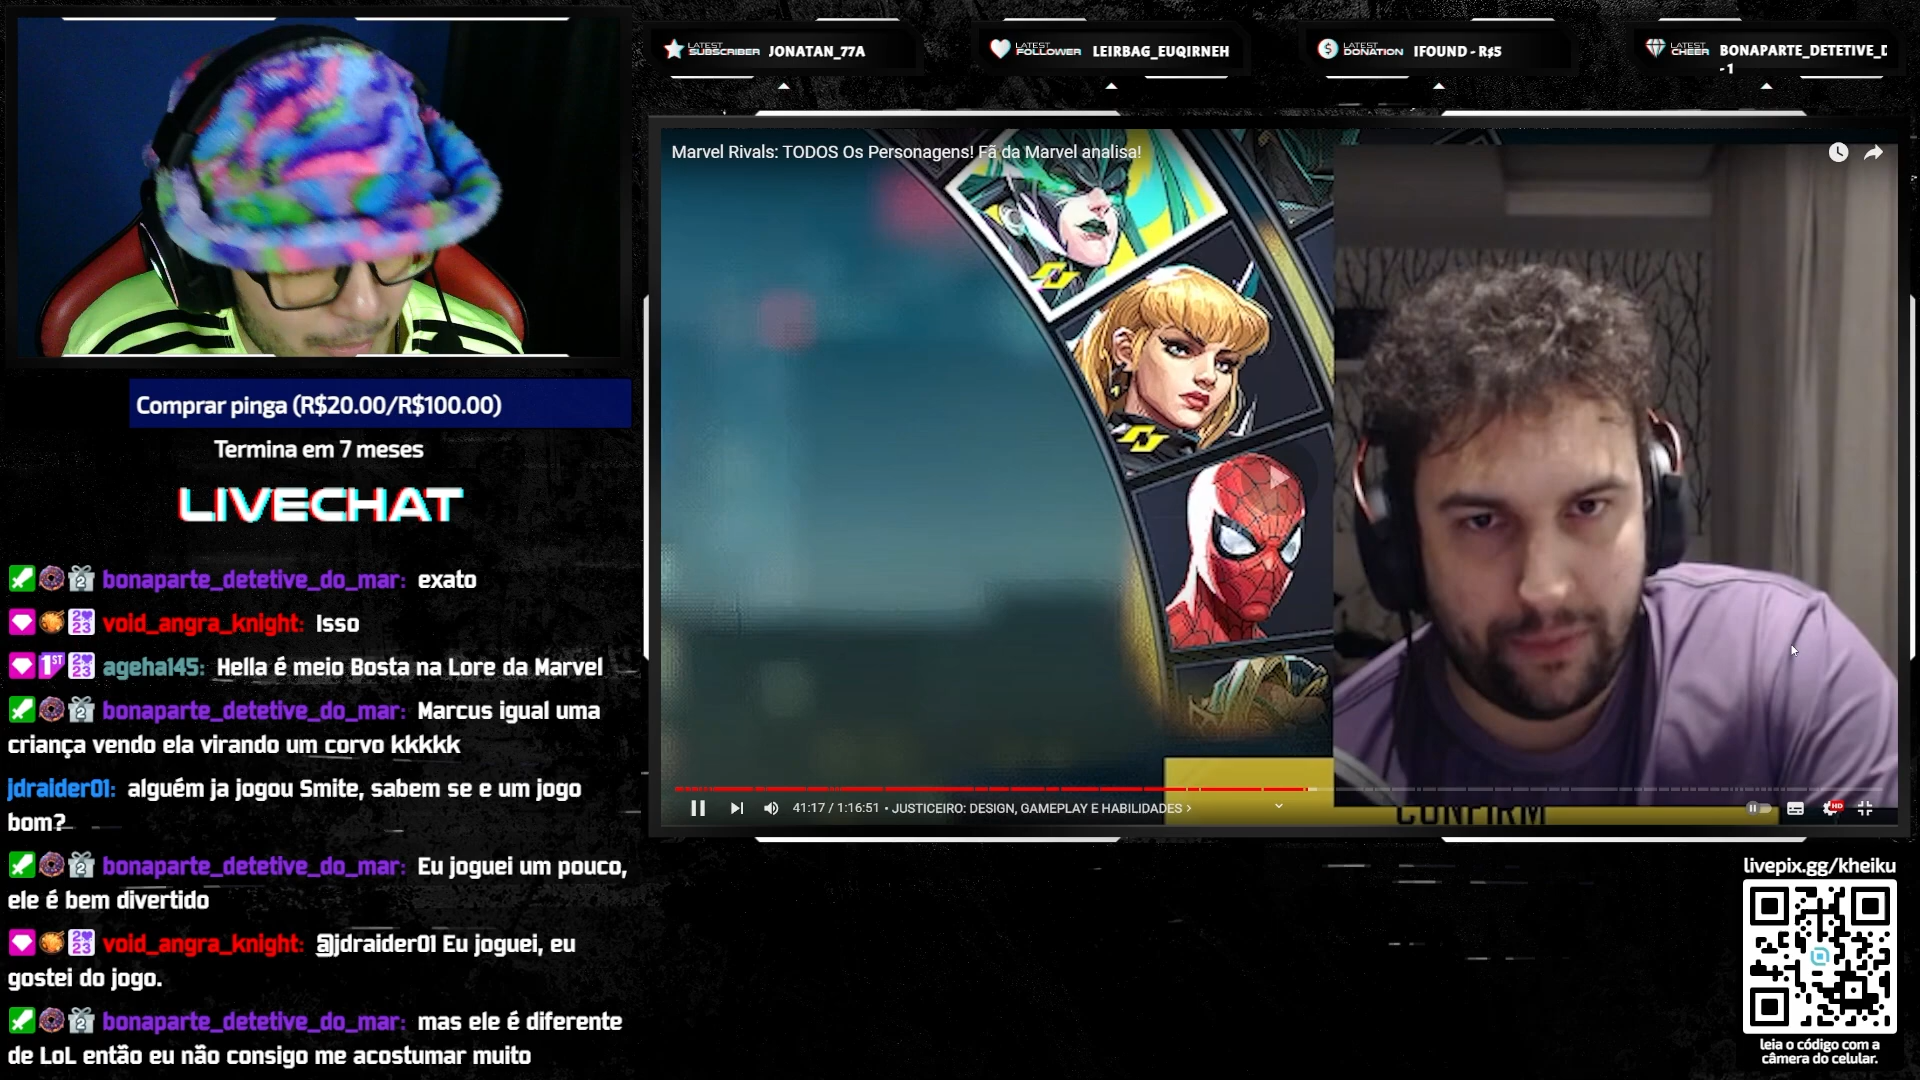 LATEST
SUBSCRIBER
JONATAN_77A
LATEST
FOLLOWER
LEIRBAG_EUQIRNEH
LATEST
DONATION
IFOUND - R$5
LATEST
CHEER
BONAPARTE_DETETIVE_D
- 1
Marvel Rivals: TODOS Os Personagens! Fã da Marvel analisa!
Comprar pinga (R$20.00/R$100.00)
Termina em 7 meses
LIVECHAT
bonaparte_detetive_do_mar: exato
void_angra_knight: Isso
ageha145: Hella é meio Bosta na Lore da Marvel
bonaparte_detetive_do_mar: Marcus igual uma
criança vendo ela virando um corvo kkkkk
jdraider01: alguém ja jogou Smite, sabem se e um jogo
bom?
bonaparte_detetive_do_mar: Eu joguei um pouco,
ele é bem divertido
void_angra_knight: @jdraider01 Eu joguei, eu
gostei do jogo.
bonaparte_detetive_do_mar: mas ele é diferente
de LoL então eu não consigo me acostumar muito
41:17 / 1:16:51 • JUSTICEIRO: DESIGN, GAMEPLAY E HABILIDADES >
CONFIRM
HD
livepix.gg/kheiku
leia o código com a
câmera do celular.